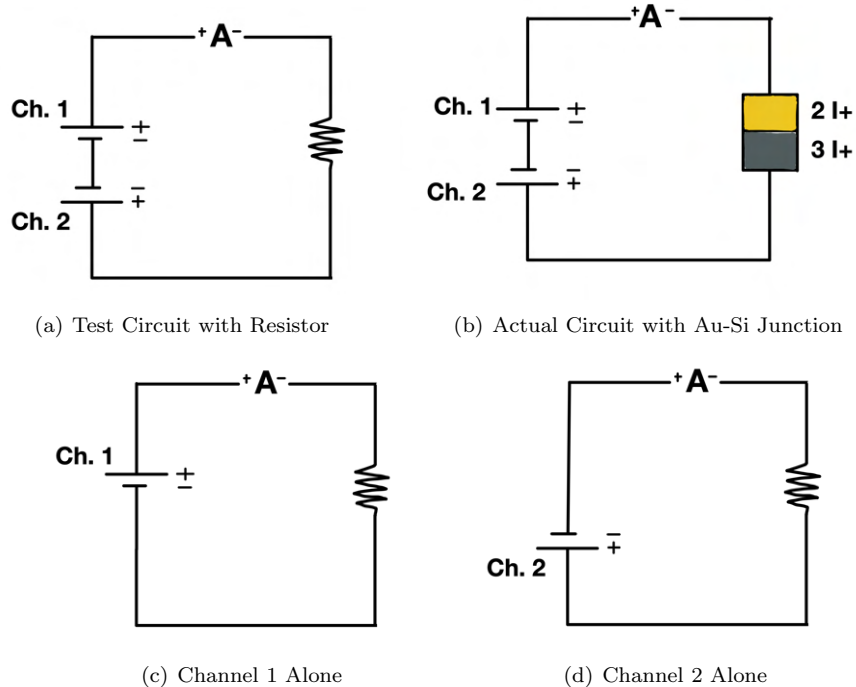 +A-
+A-
Ch. 1
+
-
-
+
Ch. 2
Ch. 1
+
-
-
+
Ch. 2
2 I+
3 I+
(a) Test Circuit with Resistor
(b) Actual Circuit with Au-Si Junction
+A-
+A-
Ch. 1
+
-
-
+
Ch. 2
(c) Channel 1 Alone
(d) Channel 2 Alone